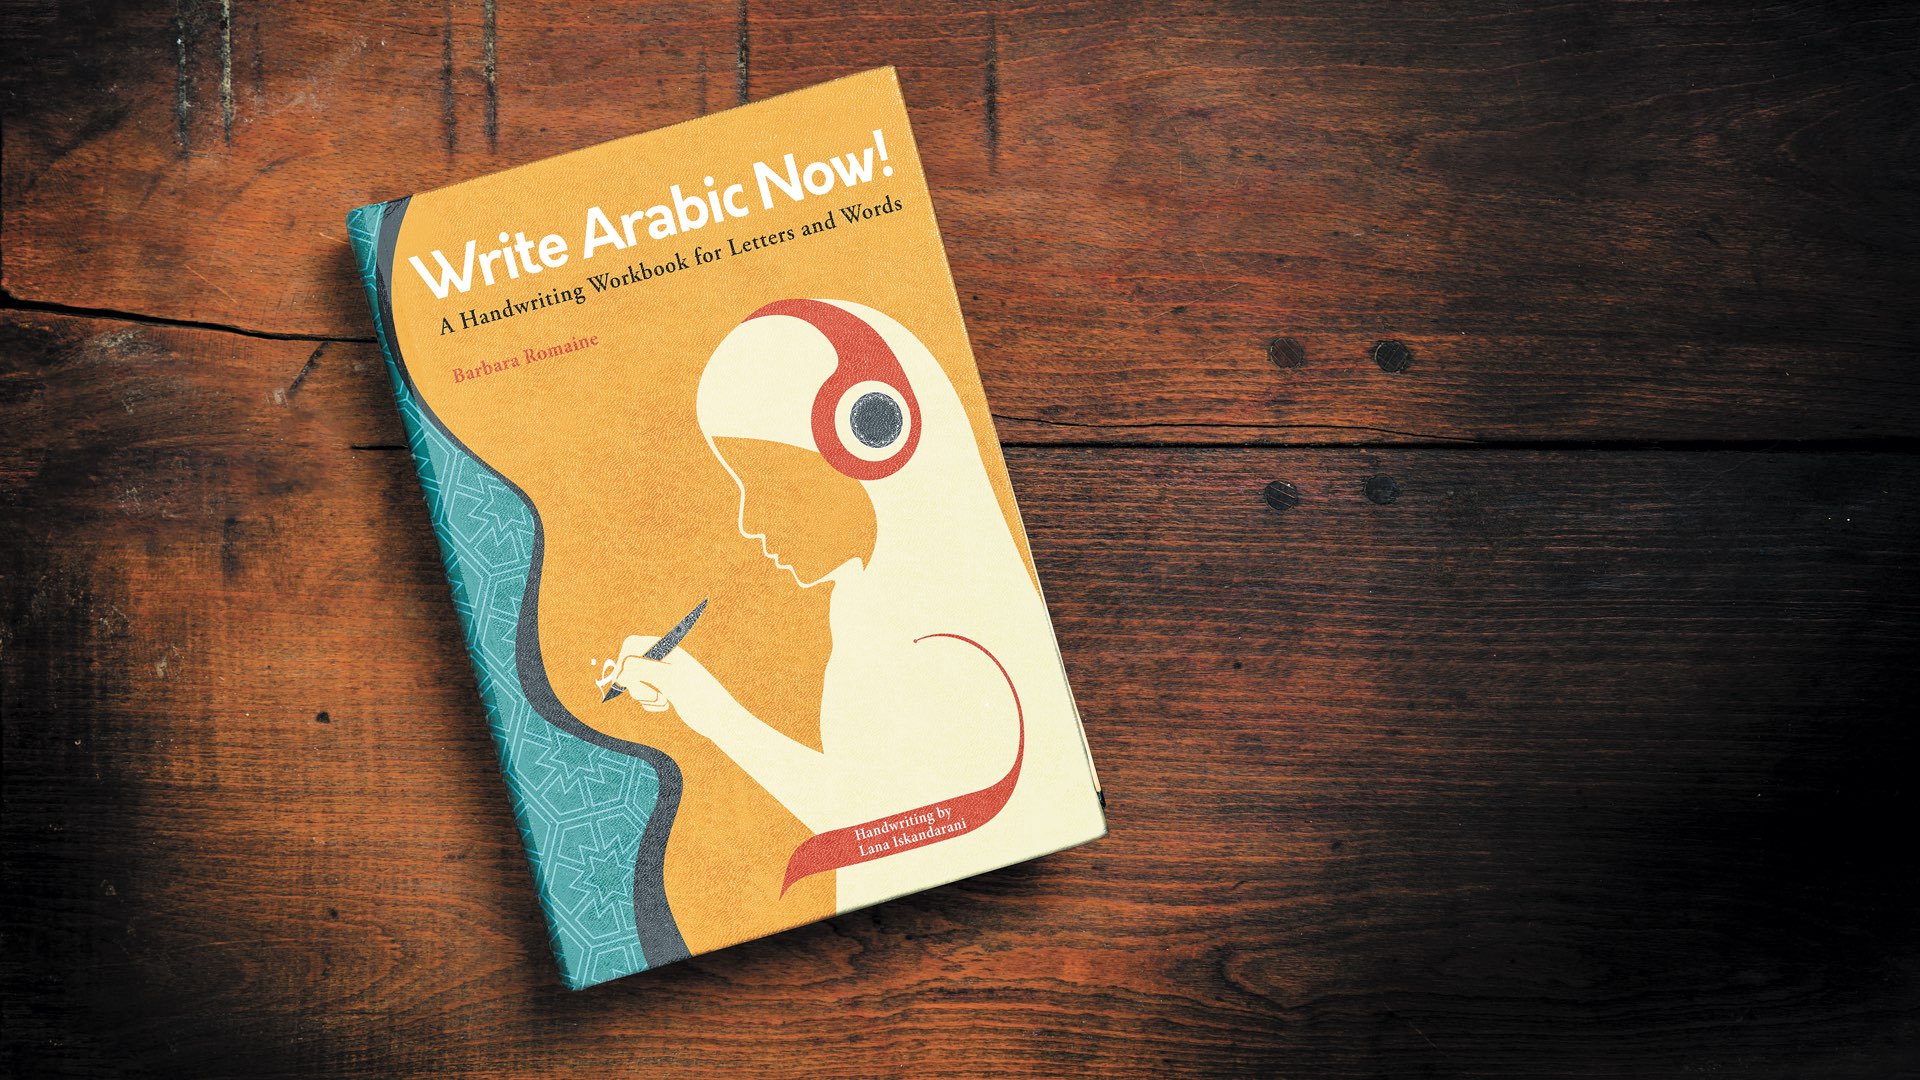 Write Arabic Now!
A Handwriting Workbook for Letters and Words
Barbara Romaine
Handwriting by
Lana Iskandarani